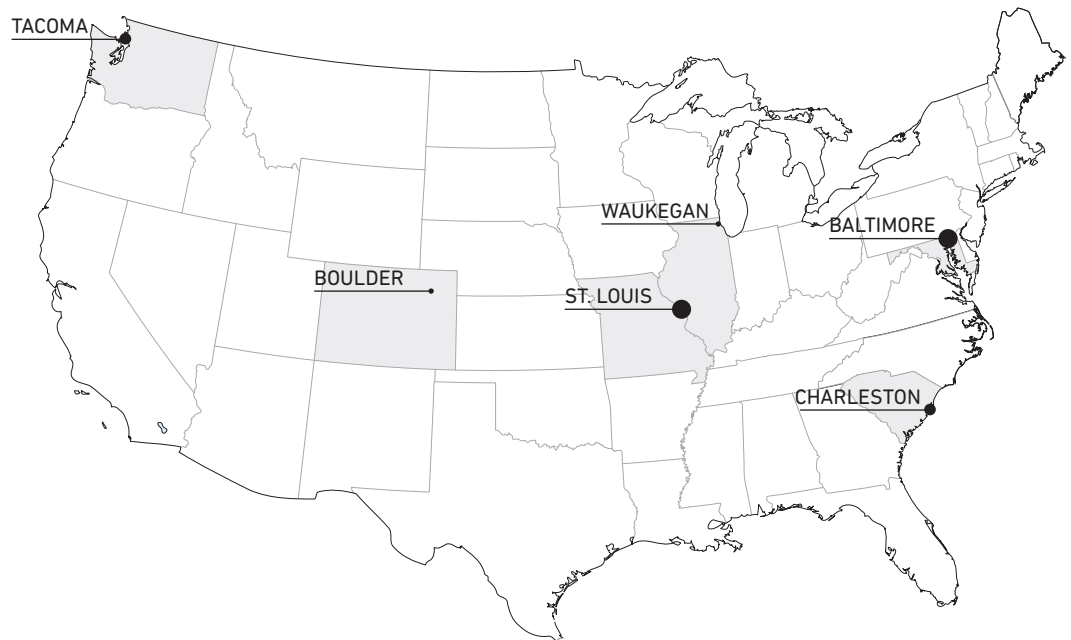 TACOMA
WAUKEGAN
BALTIMORE
BOULDER
ST. LOUIS
CHARLESTON